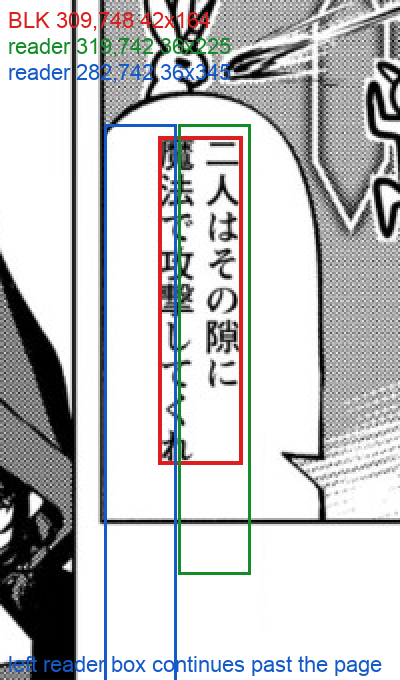 BLK 309,748 42x164
reader 319,742 36x225
reader 282,742 36x345
二人はその隙に
魔法で攻撃してくれ
left reader box continues past the page